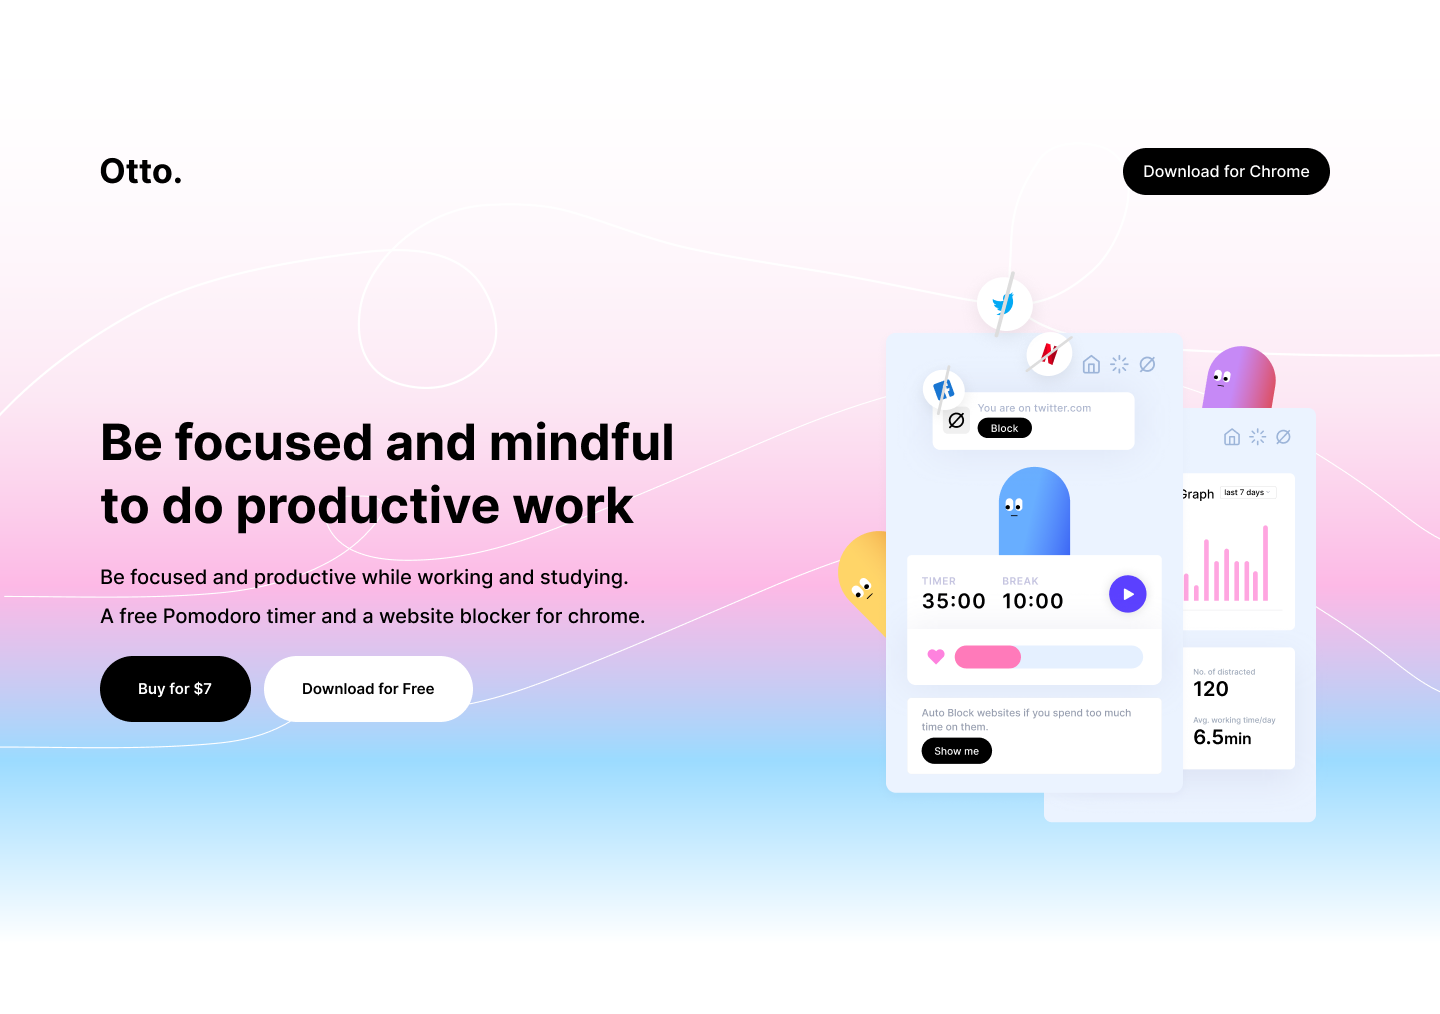 Otto.
Download for Chrome
Be focused and mindful
to do productive work
Be focused and productive while working and studying.
A free Pomodoro timer and a website blocker for chrome.
Buy for $7
Download for Free
You are on twitter.com
Block
TIMER
BREAK
35:00
10:00
Auto Block websites if you spend too much
time on them.
Show me
Graph
last 7 days
No. of distracted
120
Avg. working time/day
6.5min